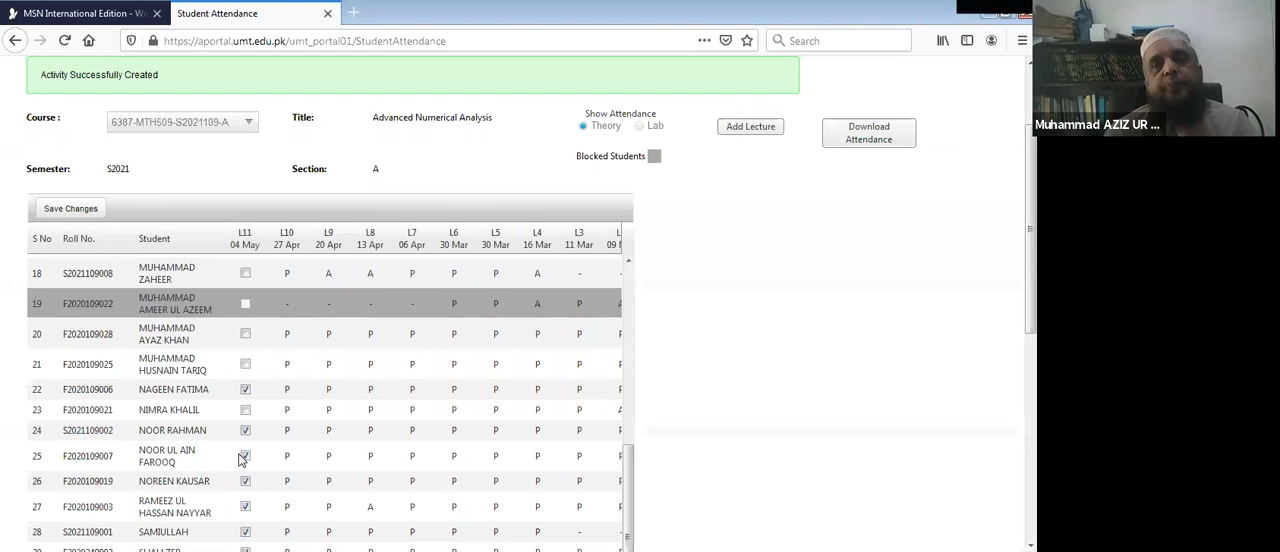 MSN International Edition - Wo
Student Attendance
https://aportal.umt.edu.pk/umt_portal01/StudentAttendance
Search
Activity Successfully Created
Course :
6387-MTH509-S2021109-A
Title:
Advanced Numerical Analysis
Show Attendance
Theory
Lab
Add Lecture
Download Attendance
Blocked Students
Semester:
S2021
Section:
A
Save Changes
S No Roll No. Student L11 04 May L10 27 Apr L9 20 Apr L8 13 Apr L7 06 Apr L6 30 Mar L5 30 Mar L4 16 Mar L3 11 Mar
18 S2021109008 MUHAMMAD ZAHEER P A A P P P A - -
19 F2020109022 MUHAMMAD AMEER UL AZEEM - - - - P P A P
20 F2020109028 MUHAMMAD AYAZ KHAN P P P P P P P P
21 F2020109025 MUHAMMAD HUSNAIN TARIQ P P P P P P P P
22 F2020109006 NAGEEN FATIMA P P P P P P P P
23 F2020109021 NIMRA KHALIL P P P P P P P P
24 S2021109002 NOOR RAHMAN P P P P P P P P
25 F2020109007 NOOR UL AIN FAROOQ P P P P P P P P
26 F2020109019 NOREEN KAUSAR P P P P P P P P
27 F2020109003 RAMEEZ UL HASSAN NAYYAR P P A P P P P P
28 S2021109001 SAMIULLAH P P P P P P P - -
Muhammad AZIZ UR ...